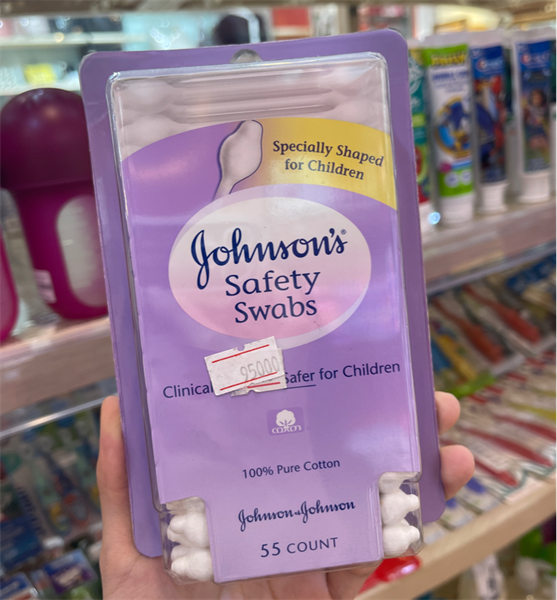 Specially Shaped
for Children
Johnson's®
Safety
Swabs
95000
Clinical Safer for Children
cotton
100% Pure Cotton
Johnson & Johnson
55 COUNT